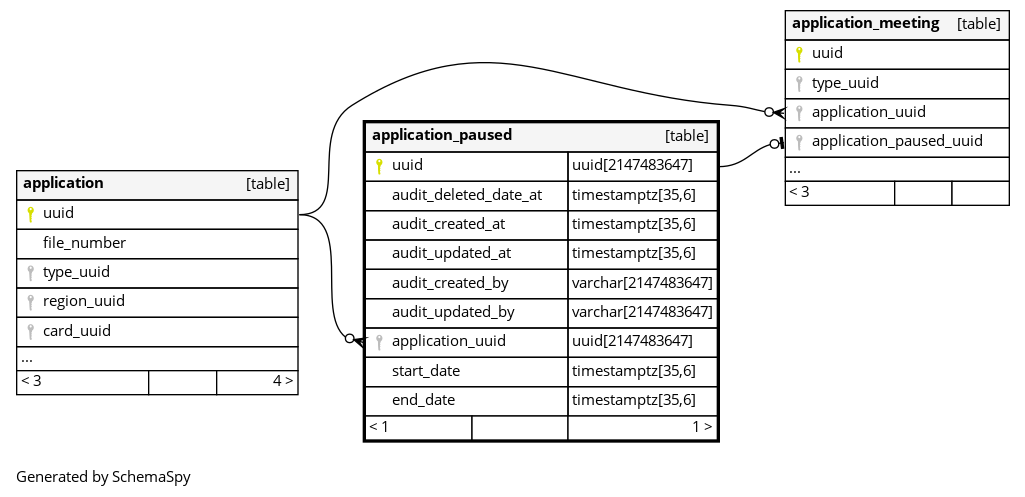 application_meeting [table]
uuid
type_uuid
application_uuid
application_paused_uuid
...
< 3
application_paused [table]
uuid uuid[2147483647]
audit_deleted_date_at timestamptz[35,6]
audit_created_at timestamptz[35,6]
audit_updated_at timestamptz[35,6]
audit_created_by varchar[2147483647]
audit_updated_by varchar[2147483647]
application_uuid uuid[2147483647]
start_date timestamptz[35,6]
end_date timestamptz[35,6]
< 1 1 >
application [table]
uuid
file_number
type_uuid
region_uuid
card_uuid
...
< 3 4 >
Generated by SchemaSpy